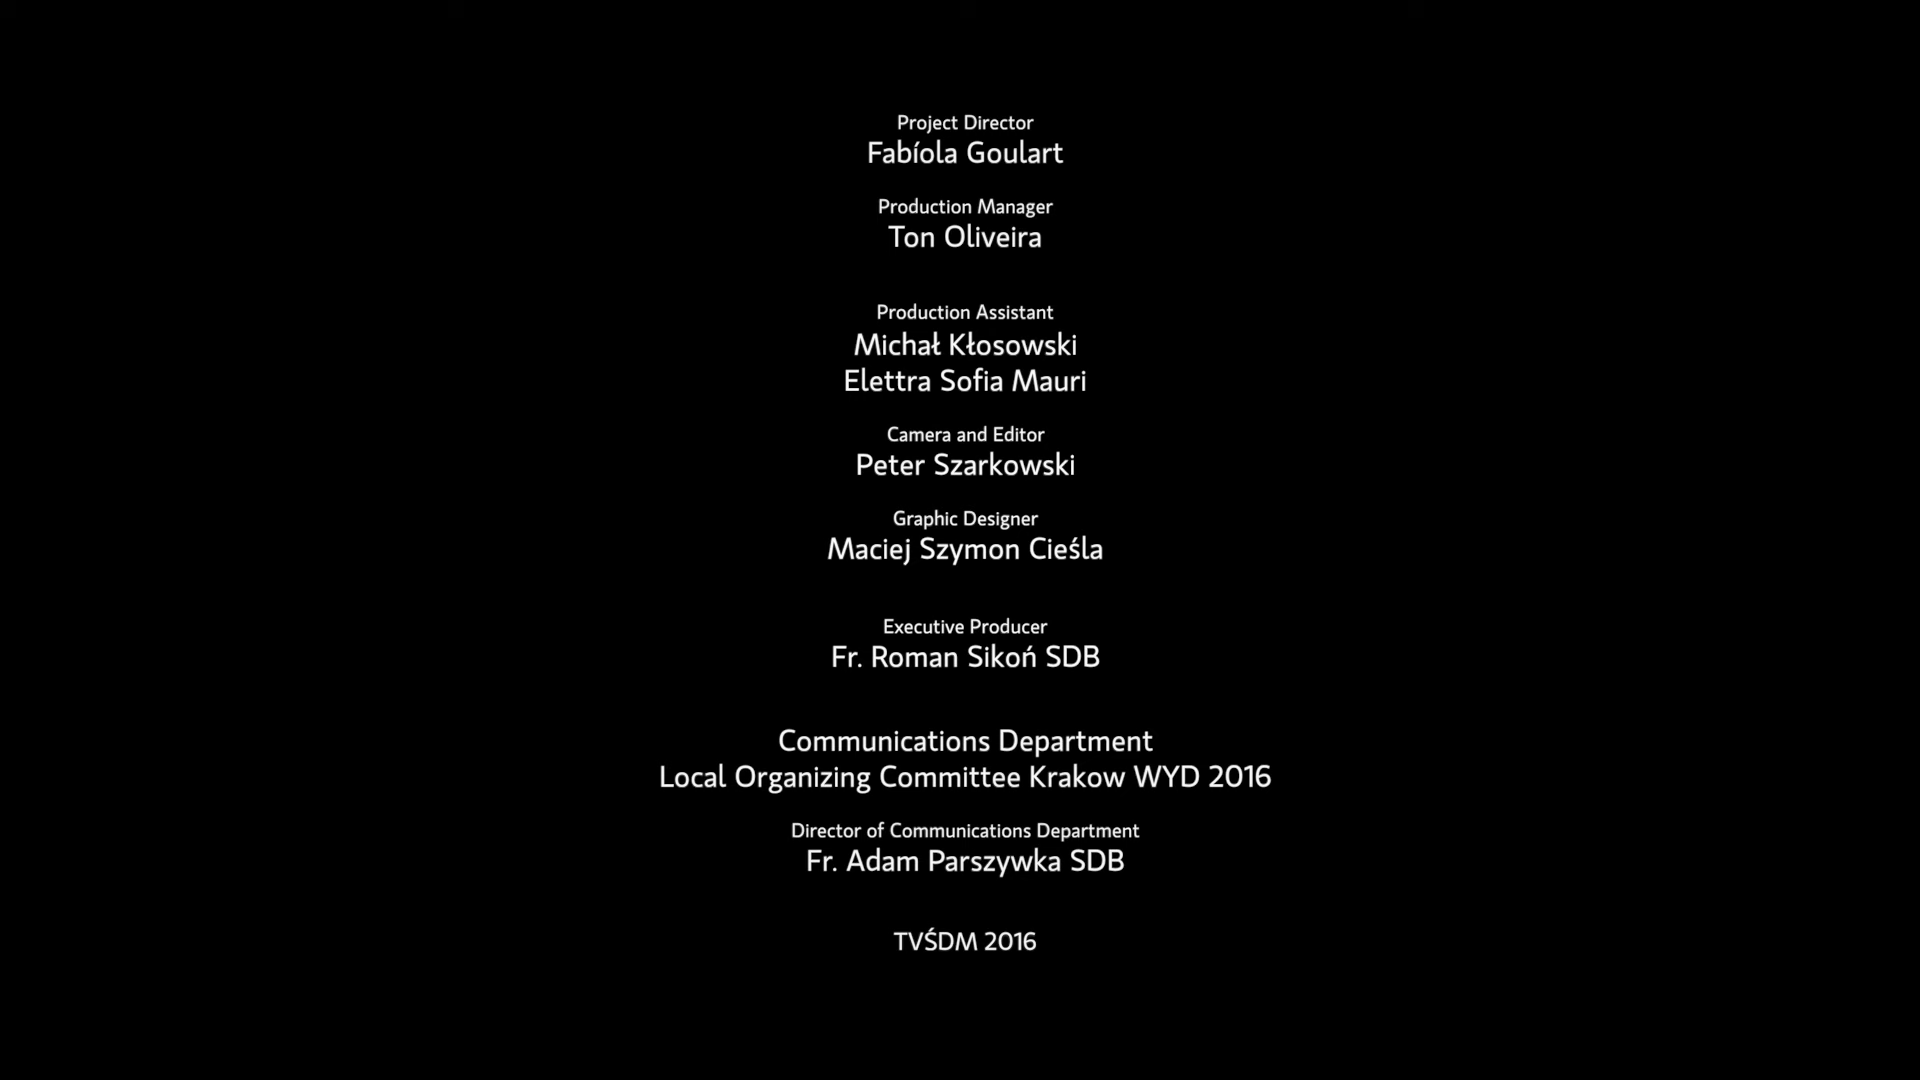 Project Director
Fabíola Goulart
Production Manager
Ton Oliveira
Production Assistant
Michał Kłosowski
Elettra Sofia Mauri
Camera and Editor
Peter Szarkowski
Graphic Designer
Maciej Szymon Cieśla
Executive Producer
Fr. Roman Sikoń SDB
Communications Department
Local Organizing Committee Krakow WYD 2016
Director of Communications Department
Fr. Adam Parszywka SDB
TVŚDM 2016